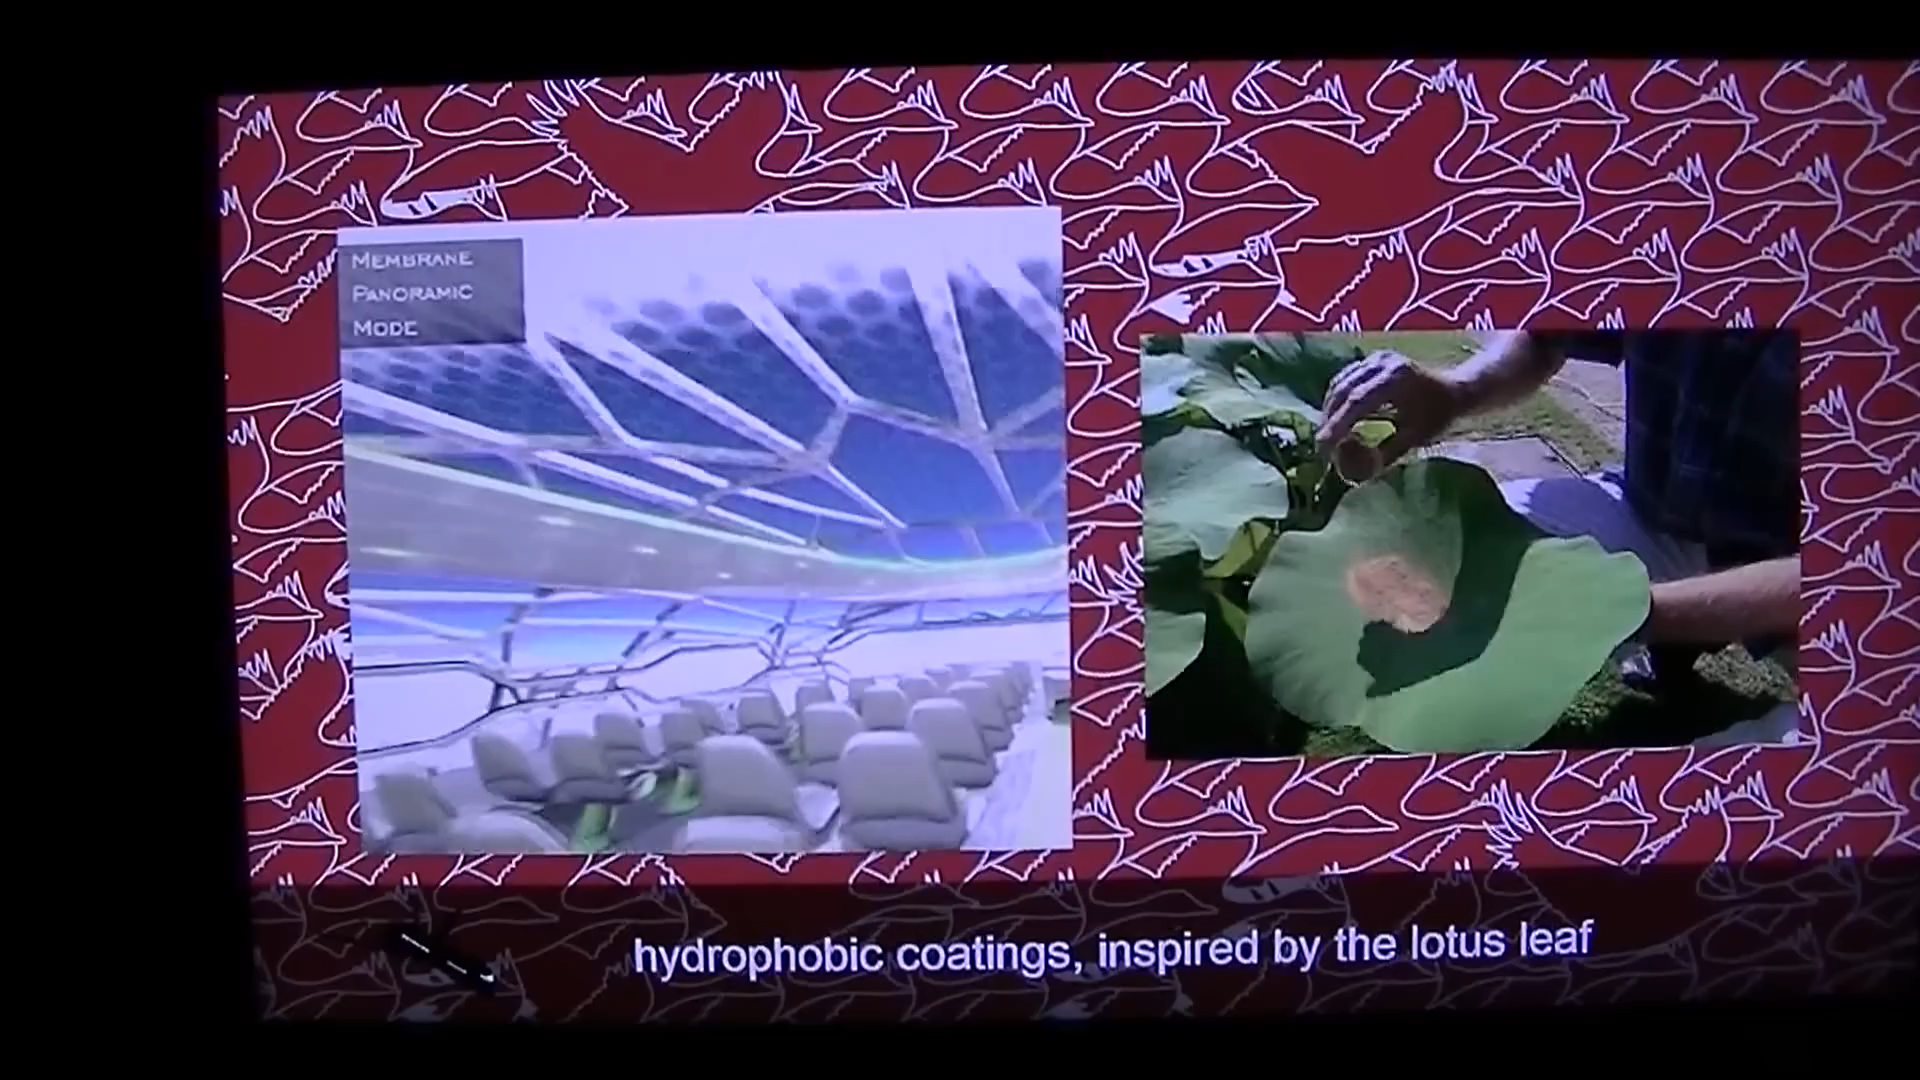 MEMBRANE
PANORAMIC
MODE
hydrophobic coatings, inspired by the lotus leaf